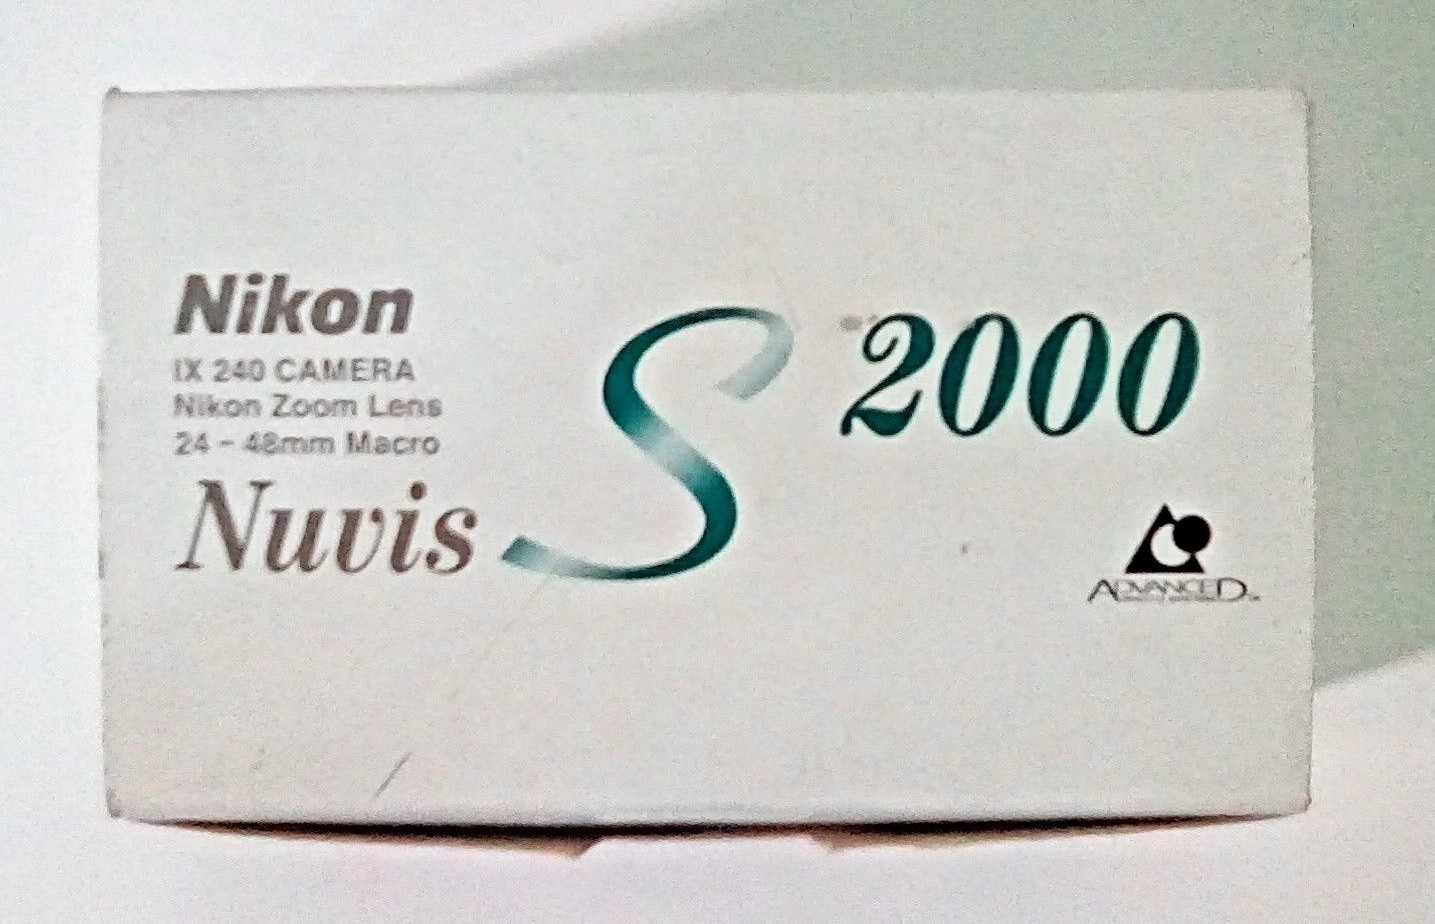 Nikon
IX 240 CAMERA
Nikon Zoom Lens
24 - 48mm Macro
Nuvis S 2000
ADVANCED